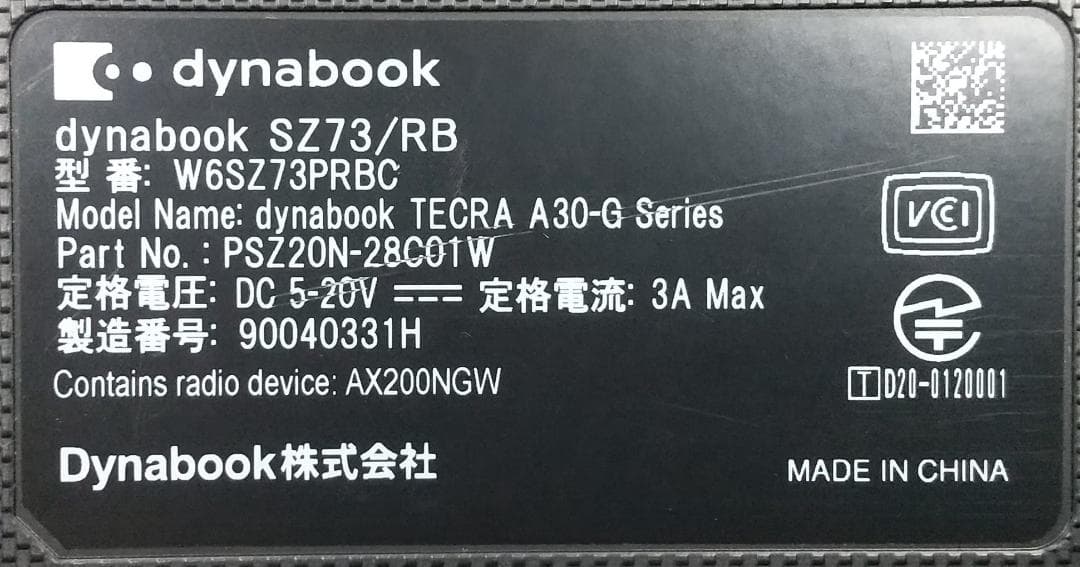 dynabook
dynabook SZ73/RB
型 番: W6SZ73PRBC
Model Name: dynabook TECRA A30-G Series
Part No. : PSZ20N-28C01W
定格電圧: DC 5-20V 定格電流: 3A Max
製造番号: 90040331H
Contains radio device: AX200NGW
Dynabook株式会社
VCCI
T D20-0120001
MADE IN CHINA